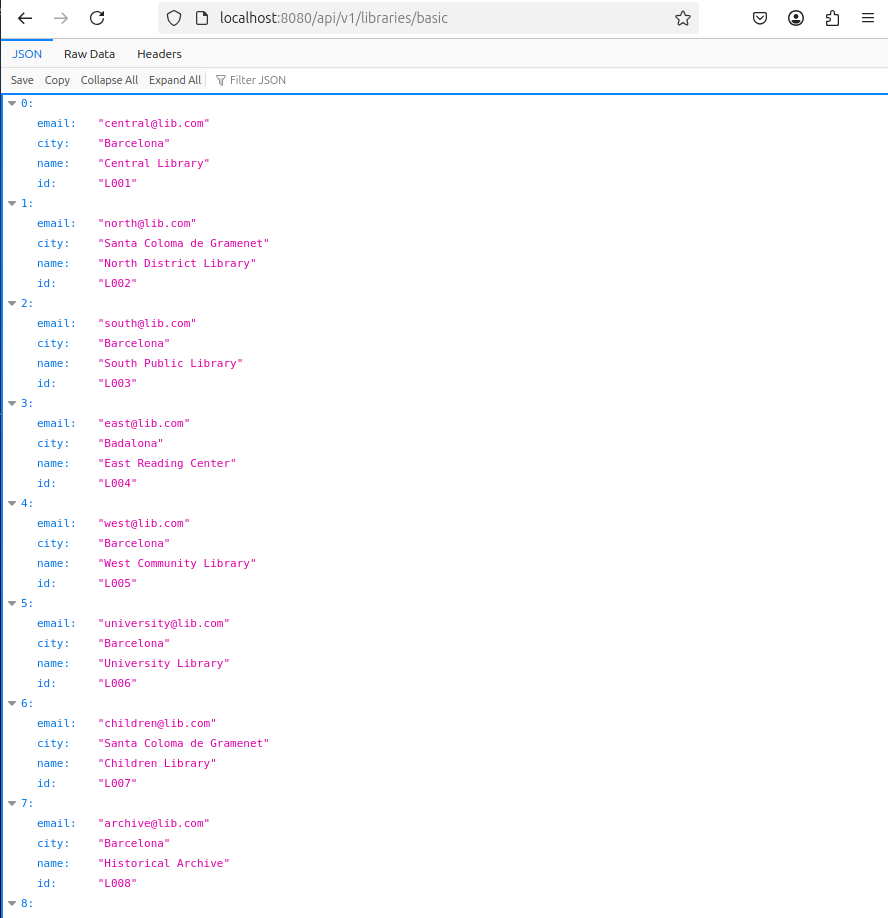 localhost:8080/api/v1/libraries/basic
JSON Raw Data Headers
Save Copy Collapse All Expand All Filter JSON
0:
email: "central@lib.com"
city: "Barcelona"
name: "Central Library"
id: "L001"
1:
email: "north@lib.com"
city: "Santa Coloma de Gramenet"
name: "North District Library"
id: "L002"
2:
email: "south@lib.com"
city: "Barcelona"
name: "South Public Library"
id: "L003"
3:
email: "east@lib.com"
city: "Badalona"
name: "East Reading Center"
id: "L004"
4:
email: "west@lib.com"
city: "Barcelona"
name: "West Community Library"
id: "L005"
5:
email: "university@lib.com"
city: "Barcelona"
name: "University Library"
id: "L006"
6:
email: "children@lib.com"
city: "Santa Coloma de Gramenet"
name: "Children Library"
id: "L007"
7:
email: "archive@lib.com"
city: "Barcelona"
name: "Historical Archive"
id: "L008"
8: